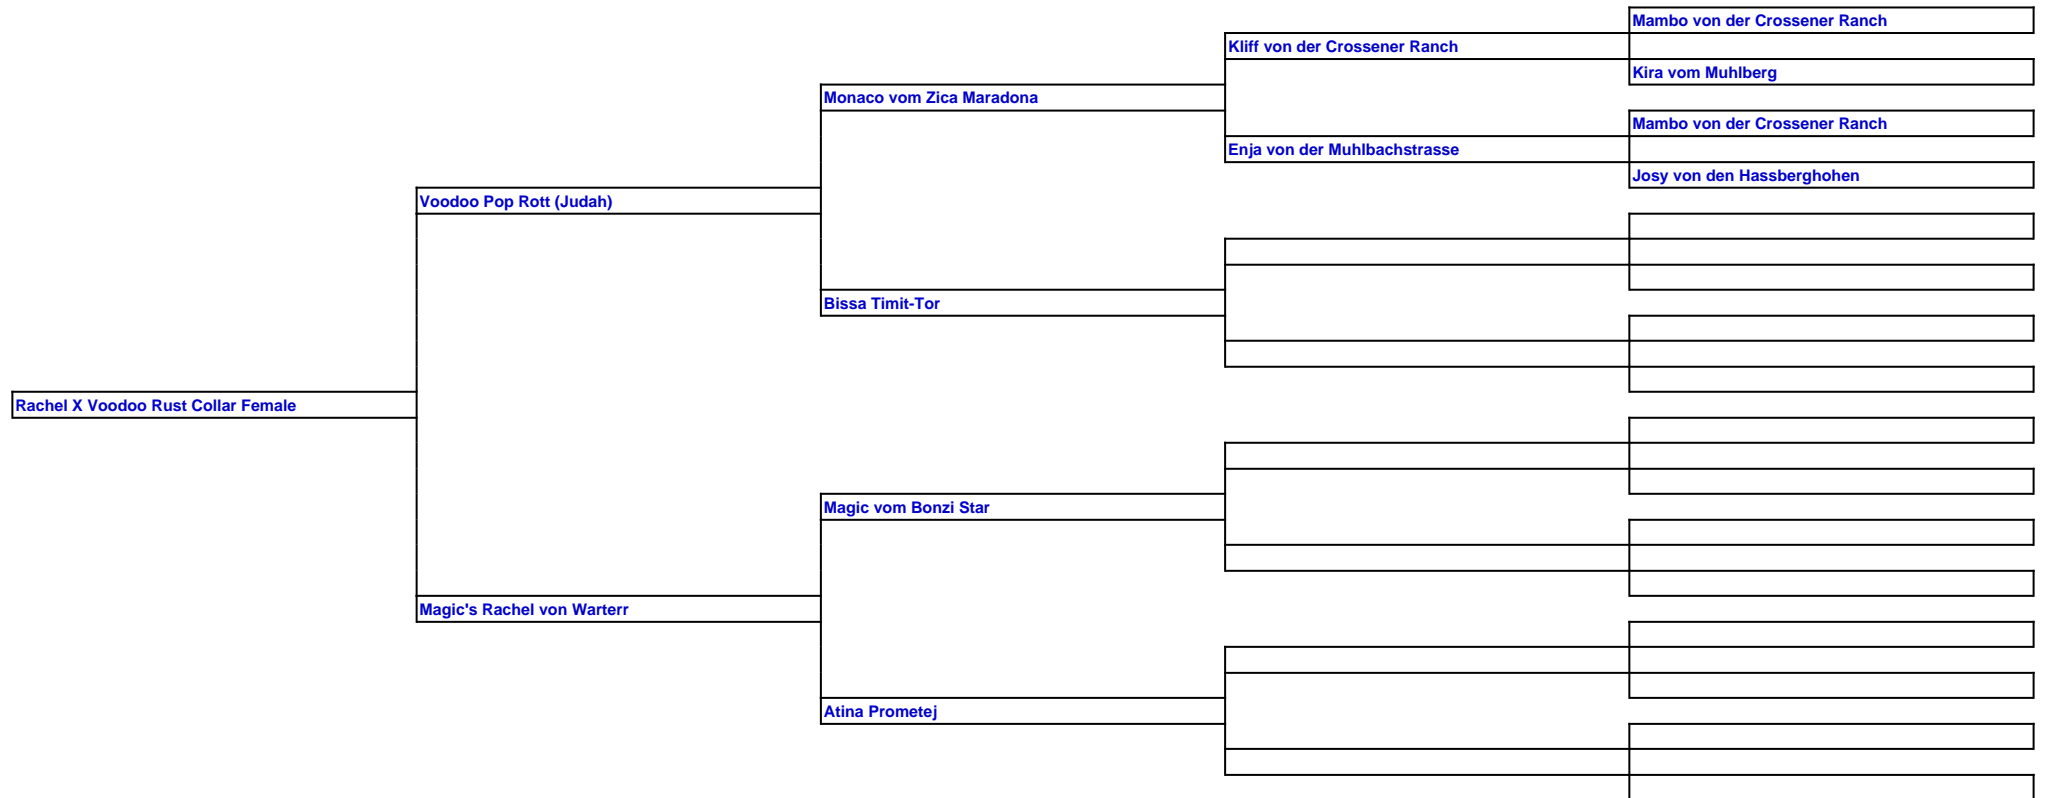 Mambo von der Crossener Ranch
Kliff von der Crossener Ranch
Kira vom Muhlberg
Monaco vom Zica Maradona
Mambo von der Crossener Ranch
Enja von der Muhlbachstrasse
Josy von den Hassberghohen
Voodoo Pop Rott (Judah)
Bissa Timit-Tor
Rachel X Voodoo Rust Collar Female
Magic vom Bonzi Star
Magic's Rachel von Warterr
Atina Prometej